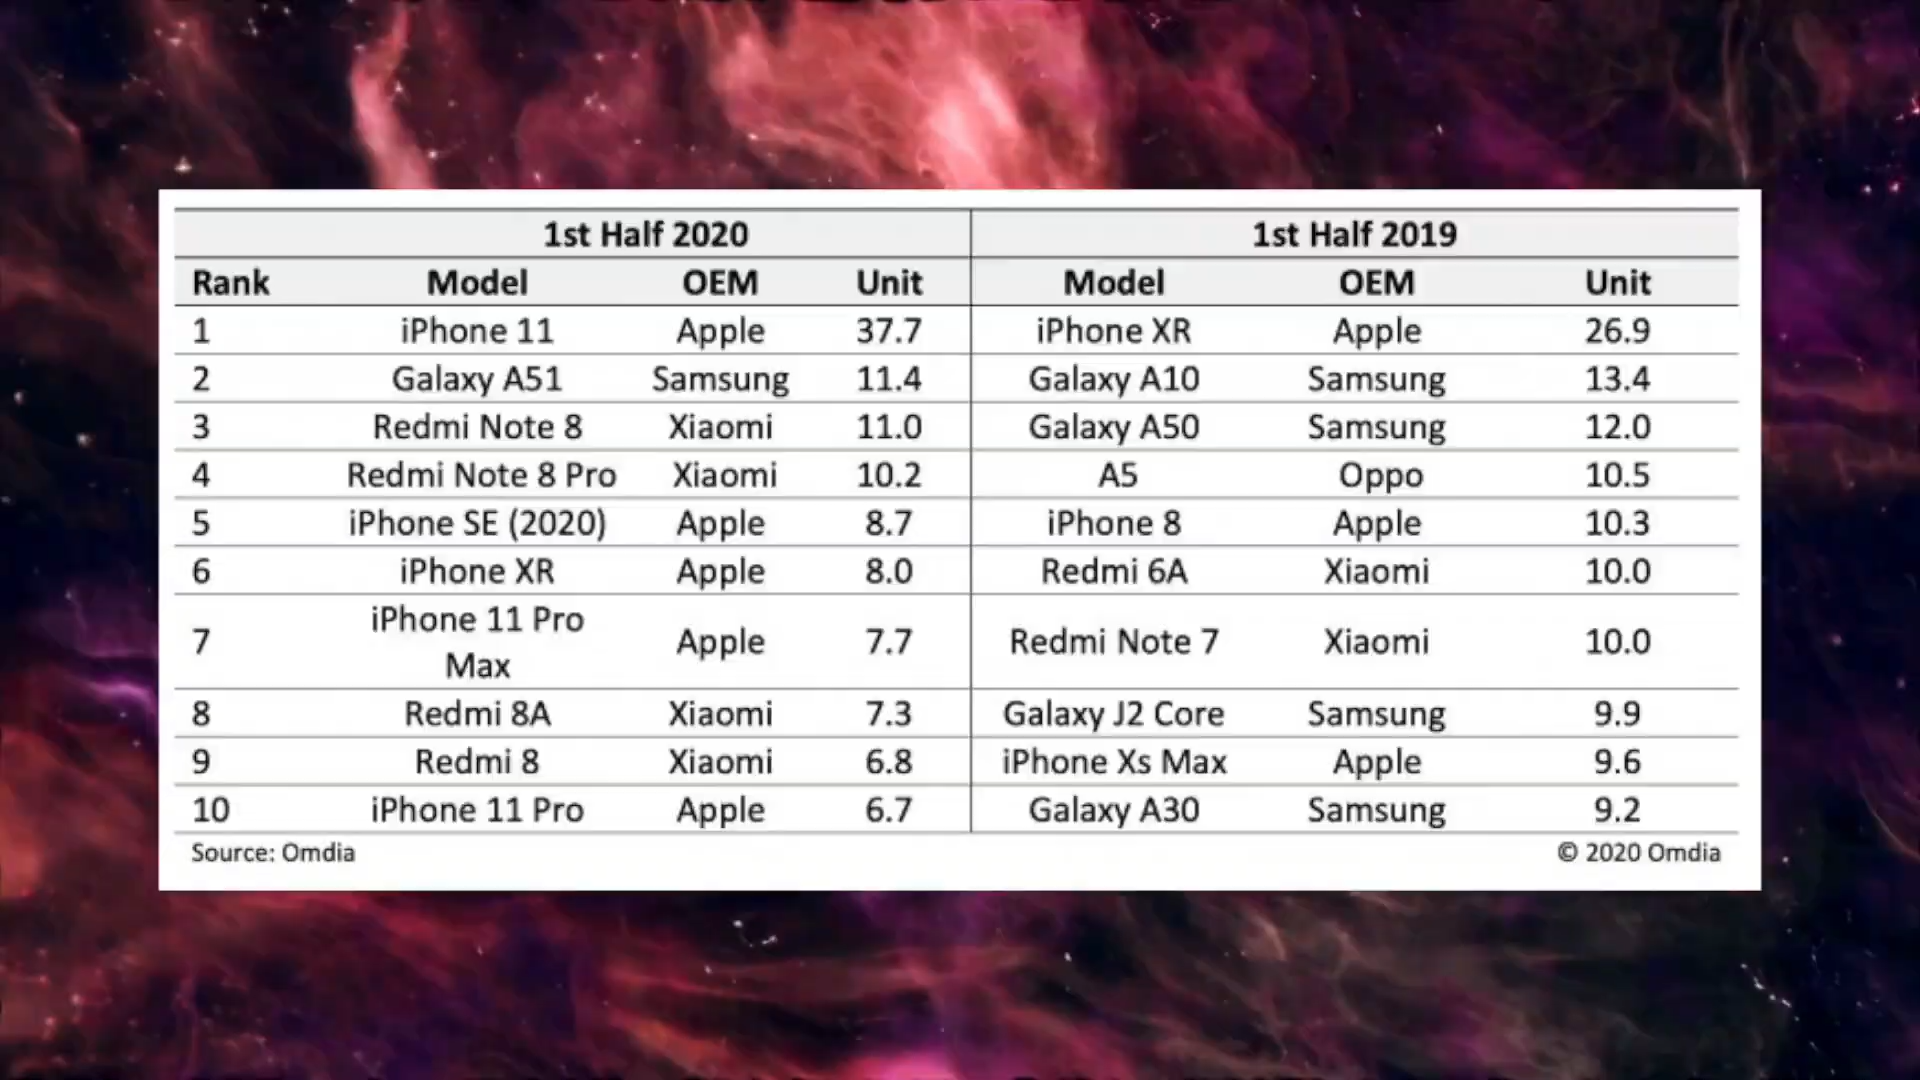 1st Half 2020 1st Half 2019
Rank Model OEM Unit Model OEM Unit
1 iPhone 11 Apple 37.7 iPhone XR Apple 26.9
2 Galaxy A51 Samsung 11.4 Galaxy A10 Samsung 13.4
3 Redmi Note 8 Xiaomi 11.0 Galaxy A50 Samsung 12.0
4 Redmi Note 8 Pro Xiaomi 10.2 A5 Oppo 10.5
5 iPhone SE (2020) Apple 8.7 iPhone 8 Apple 10.3
6 iPhone XR Apple 8.0 Redmi 6A Xiaomi 10.0
7 iPhone 11 Pro Max Apple 7.7 Redmi Note 7 Xiaomi 10.0
8 Redmi 8A Xiaomi 7.3 Galaxy J2 Core Samsung 9.9
9 Redmi 8 Xiaomi 6.8 iPhone Xs Max Apple 9.6
10 iPhone 11 Pro Apple 6.7 Galaxy A30 Samsung 9.2
Source: Omdia © 2020 Omdia